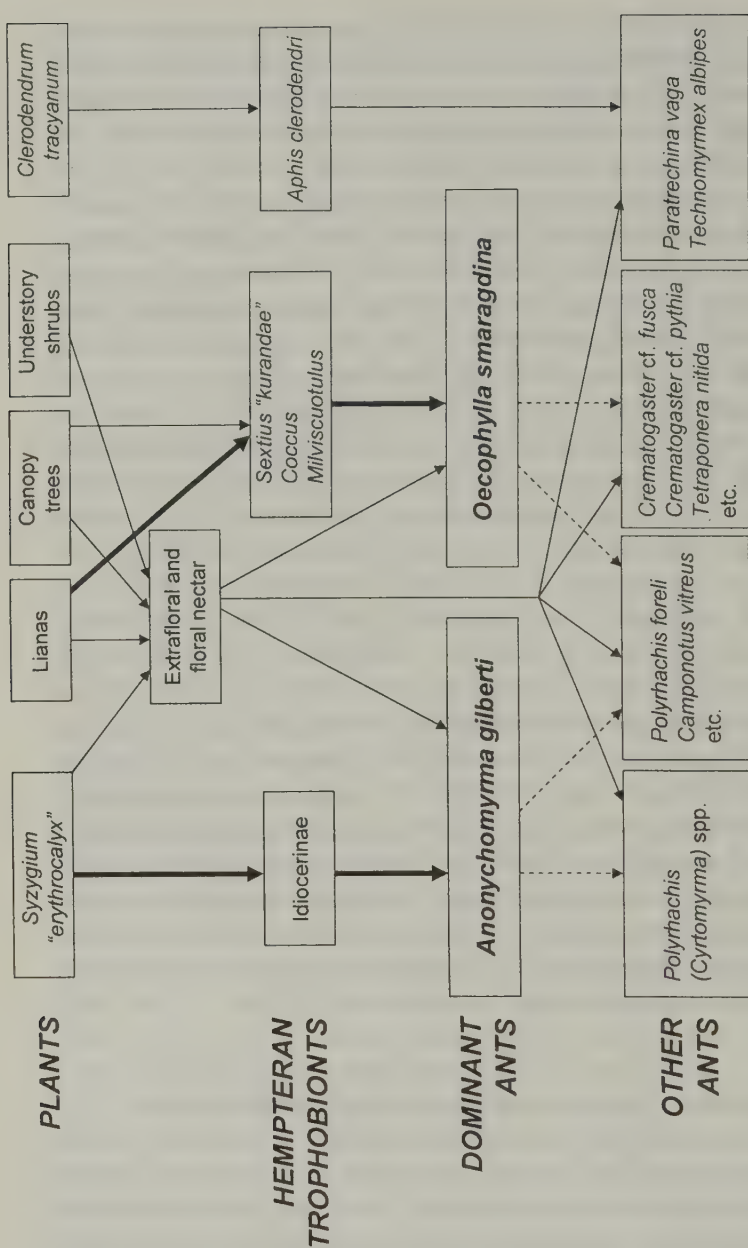 PLANTS
Syzygium
"erythrocalyx"
Lianas
Canopy
trees
Understory
shrubs
Clerodendrum
tracyanum
Extrafloral and
floral nectar
HEMIPTERAN
TROPHOBIONTS
Idiocerinae
Sextius "kurandae"
Coccus
Milviscuotulus
Aphis clerodendri
DOMINANT
ANTS
Anonychomyrma gilberti
Oecophylla smaragdina
OTHER
ANTS
Polyrhachis
(Cyrtomyrma) spp.
Polyrhachis foreli
Camponotus vitreus
etc.
Crematogaster cf. fusca
Crematogaster cf. pythia
Tetraponera nitida
etc.
Paratrechina vaga
Technomyrmex albipes